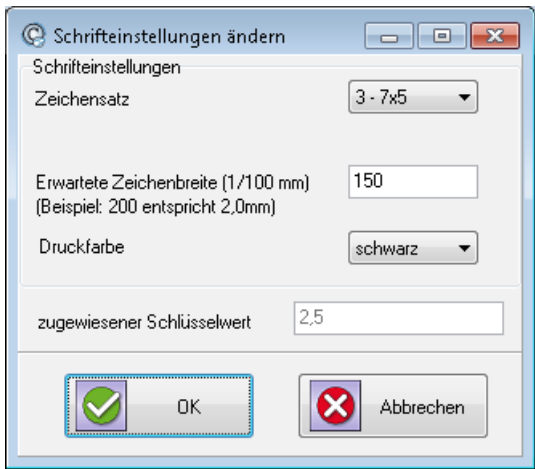 Schrifteinstellungen ändern
Schrifteinstellungen
Zeichensatz
3 - 7x5
Erwartete Zeichenbreite (1/100 mm)
150
(Beispiel: 200 entspricht 2,0mm)
Druckfarbe
schwarz
zugewiesener Schlüsselwert
2,5
OK
Abbrechen